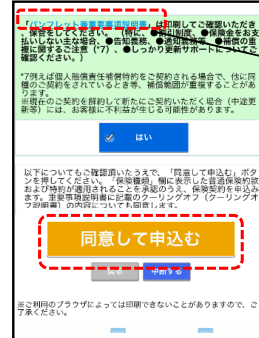 「パンフレット兼重要事項説明書」は印刷してご確認いただき
、保管をしてください。（特に、●割引制度、●保険金をお支
払いしない主な場合、●告知義務、●通知義務等、●補償の重
複に関するご注意（*7）、●しっかり更新サポートについてご
確認ください。）
*7例えば個人賠償責任補償特約をご契約される場合で、他に同
種のご契約をされているとき等、補償範囲が重複することがあ
ります。
※現在のご契約を解約して新たにご契約いただく場合（中途更
新等）には、お客様に不利益が生じる可能性があります。
はい
以下についてもご確認頂いたうえで、「同意して申込む」ボタ
ンを押してください。「保険種類」欄に表示した普通保険約款
および特約が適用されることを承認のうえ、保険契約を申込み
ます。重要事項説明書に記載のクーリングオフ（クーリングオ
フ説明書）の内容についても同意します。
同意して申込む
戻る 中断する
※ご利用のブラウザによっては印刷できないことがありますので、ご
了承ください。